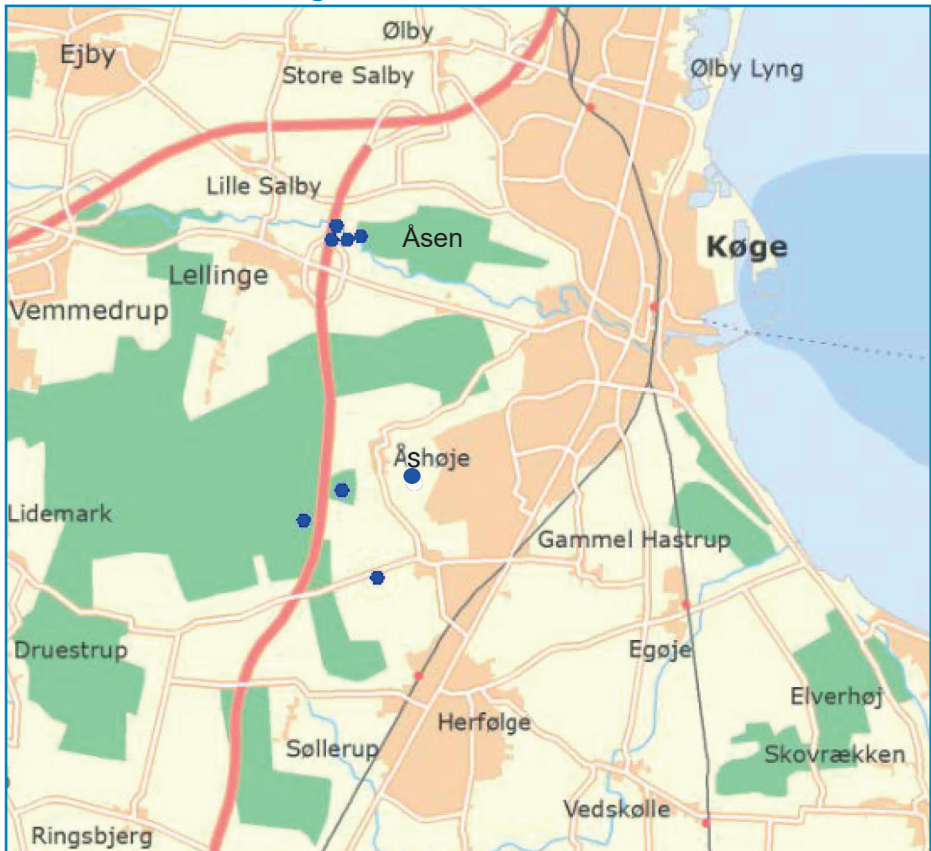 Ølby
Ejby
Store Salby
Ølby Lyng
Lille Salby
Åsen
Køge
Lellinge
Vemmedrup
Åshøje
Lidemark
Gammel Hastrup
Druestrup
Egøje
Elverhøj
Herfølge
Søllerup
Skovrækken
Vedskølle
Ringsbjerg